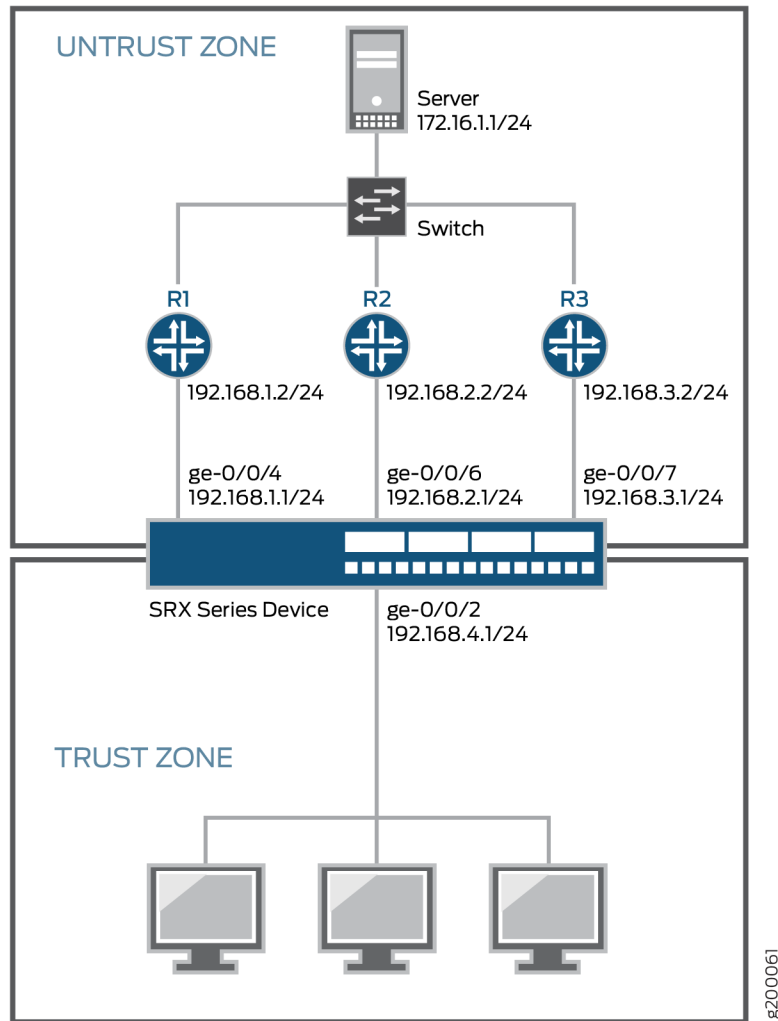 UNTRUST ZONE
Server
172.16.1.1/24
Switch
R1
R2
R3
192.168.1.2/24
192.168.2.2/24
192.168.3.2/24
ge-0/0/4
192.168.1.1/24
ge-0/0/6
192.168.2.1/24
ge-0/0/7
192.168.3.1/24
SRX Series Device
ge-0/0/2
192.168.4.1/24
TRUST ZONE
g200061